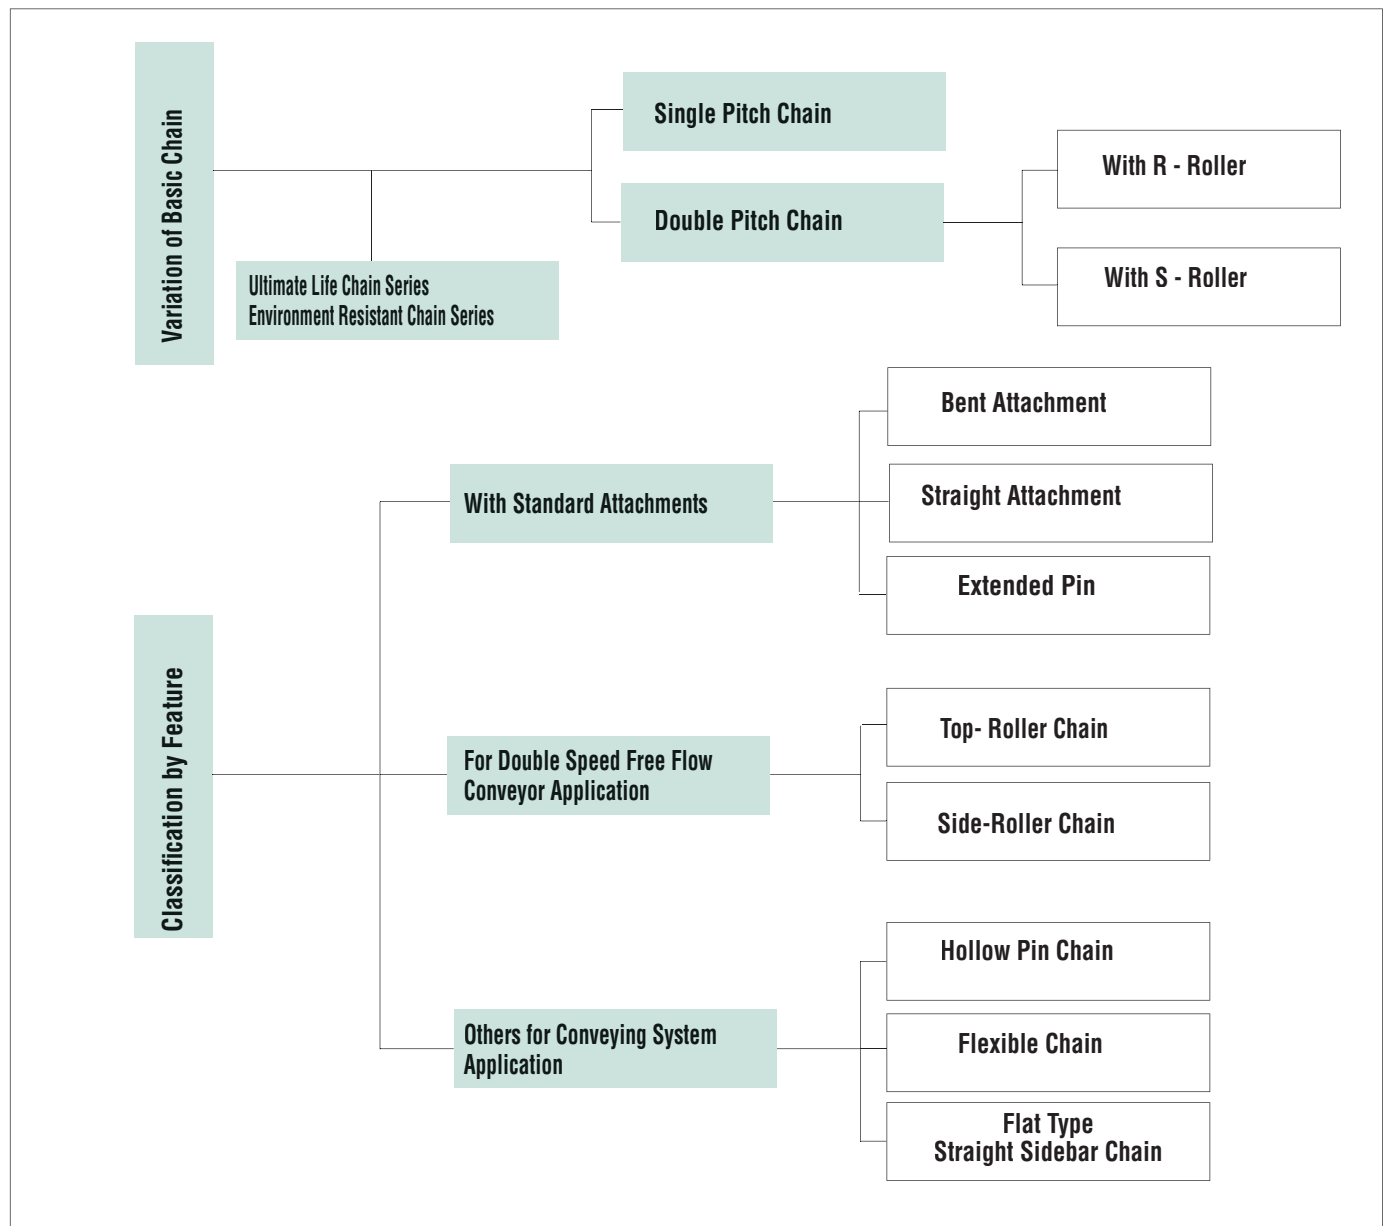 Variation of Basic Chain
Single Pitch Chain
Double Pitch Chain
With R - Roller
With S - Roller
Ultimate Life Chain Series
Environment Resistant Chain Series
Classification by Feature
With Standard Attachments
Bent Attachment
Straight Attachment
Extended Pin
For Double Speed Free Flow
Conveyor Application
Top- Roller Chain
Side-Roller Chain
Others for Conveying System
Application
Hollow Pin Chain
Flexible Chain
Flat Type
Straight Sidebar Chain